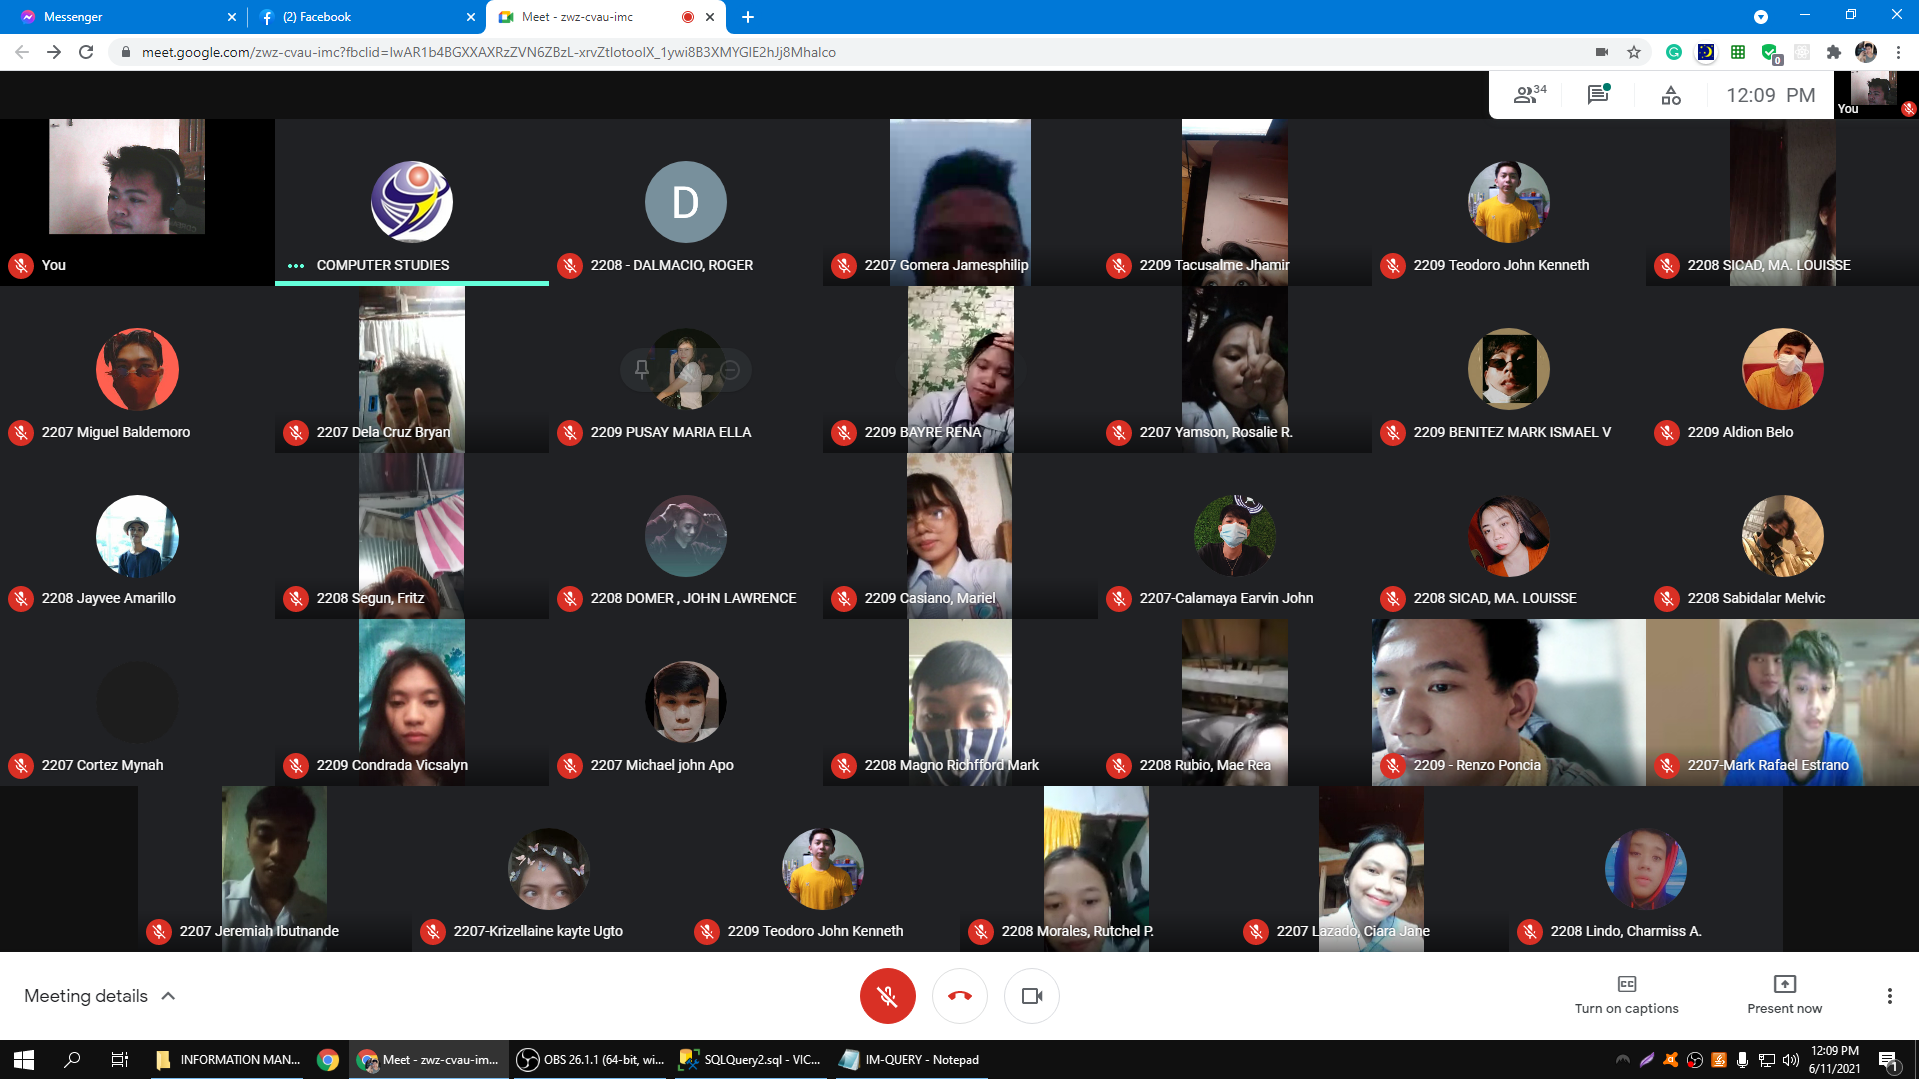 Messenger
(2) Facebook
Meet - zwz-cvau-imc
meet.google.com/zwz-cvau-imc?fbclid=IwAR1b4BGXXAXRzZVN6ZBzL-xrvZtlotoolX_1ywi8B3XMYGlE2hJj8Mhalco
0
34
12:09 PM
You
You
COMPUTER STUDIES
D
2208 - DALMACIO, ROGER
2207 Gomera Jamesphilip
2209 Tacusalme Jhamir
2209 Teodoro John Kenneth
2208 SICAD, MA. LOUISSE
2207 Miguel Baldemoro
2207 Dela Cruz Bryan
2209 PUSAY MARIA ELLA
2209 BAYRE RENA
2207 Yamson, Rosalie R.
2209 BENITEZ MARK ISMAEL V
2209 Aldion Belo
2208 Jayvee Amarillo
2208 Segun, Fritz
2208 DOMER , JOHN LAWRENCE
2209 Casiano, Mariel
2207-Calamaya Earvin John
2208 SICAD, MA. LOUISSE
2208 Sabidalar Melvic
2207 Cortez Mynah
2209 Condrada Vicsalyn
2207 Michael john Apo
2208 Magno Richfford Mark
2208 Rubio, Mae Rea
2209 - Renzo Poncia
2207-Mark Rafael Estrano
2207 Jeremiah Ibutnande
2207-Krizellaine kayte Ugto
2209 Teodoro John Kenneth
2208 Morales, Rutchel P.
2207 Lazado, Ciara Jane
2208 Lindo, Charmiss A.
Meeting details
Turn on captions
Present now
INFORMATION MAN...
Meet - zwz-cvau-im...
OBS 26.1.1 (64-bit, wi...
SQLQuery2.sql - VIC...
IM-QUERY - Notepad
12:09 PM
6/11/2021
1